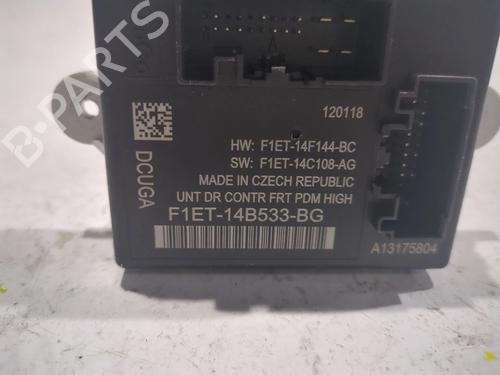 B-PARTS
120118
HW: F1ET-14F144-BC
SW: F1ET-14C108-AG
MADE IN CZECH REPUBLIC
UNT DR CONTR FRT PDM HIGH
DCUGA
F1ET-14B533-BG
A13175804